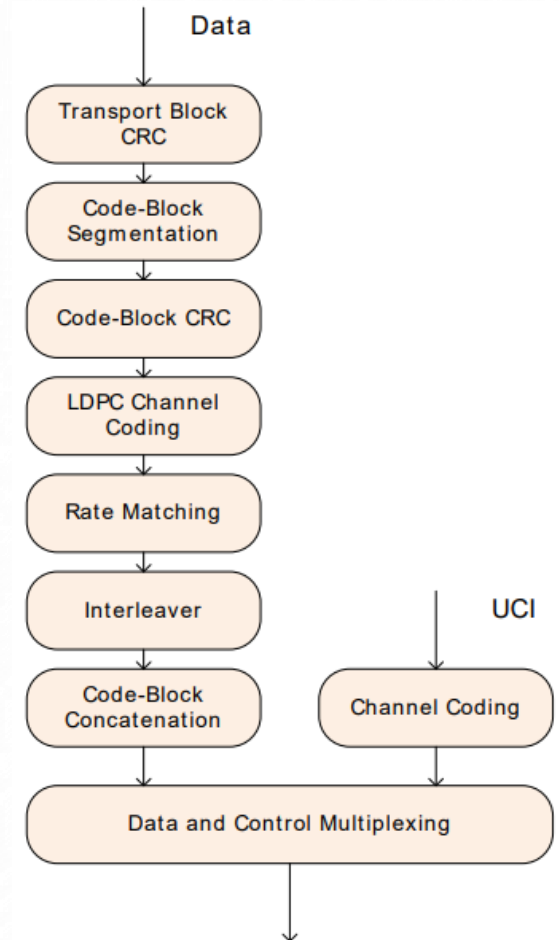 Data
Transport Block
CRC
Code-Block
Segmentation
Code-Block CRC
LDPC Channel
Coding
Rate Matching
Interleaver
UCI
Code-Block
Concatenation
Channel Coding
Data and Control Multiplexing